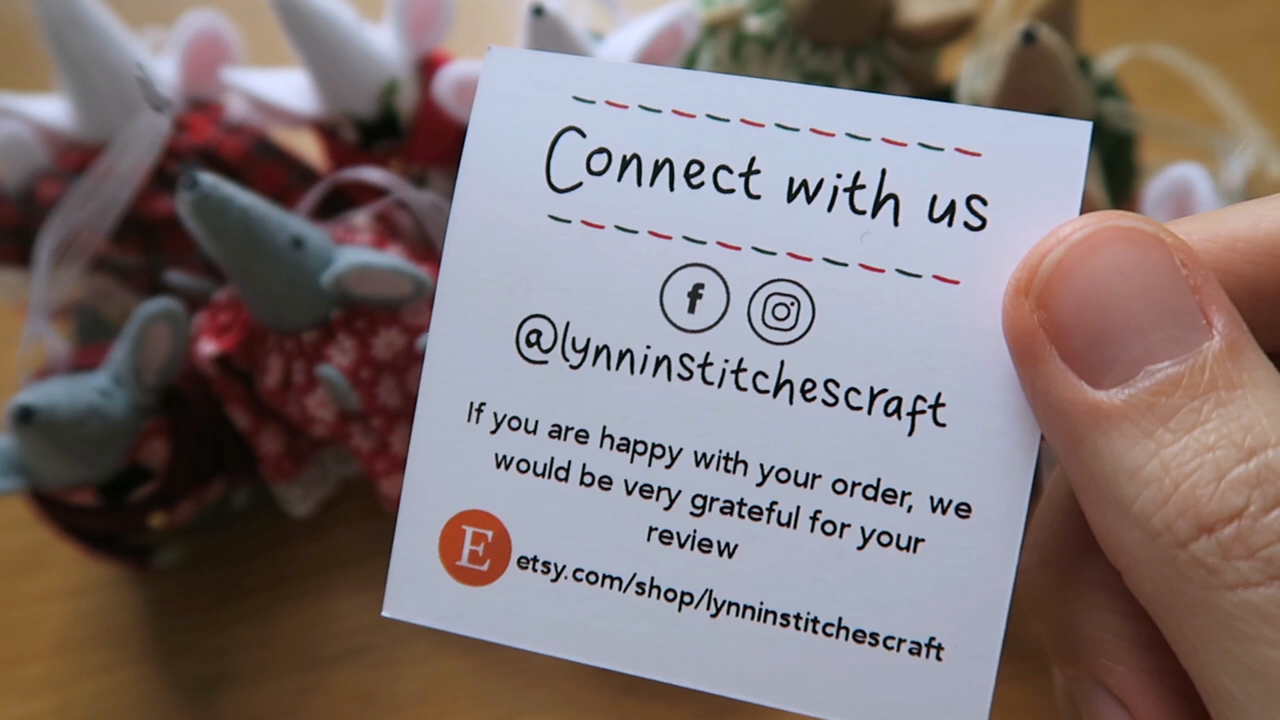 Connect with us
f
@lynninstitchescraft
If you are happy with your order, we
would be very grateful for your
review
E
etsy.com/shop/lynninstitchescraft